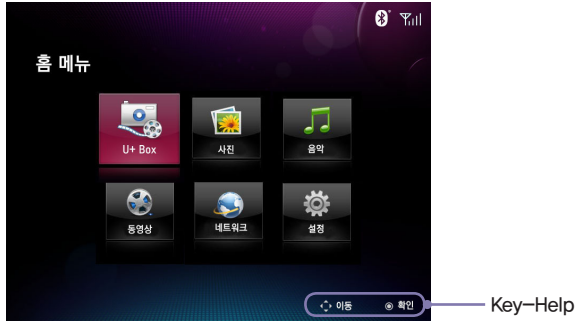 홈 메뉴
U+ Box
사진
음악
동영상
네트워크
설정
이동
확인
Key-Help